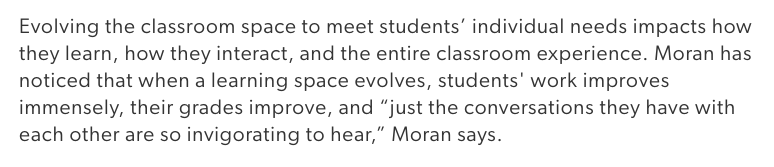 Evolving the classroom space to meet students’ individual needs impacts how
they learn, how they interact, and the entire classroom experience. Moran has
noticed that when a learning space evolves, students' work improves
immensely, their grades improve, and “just the conversations they have with
each other are so invigorating to hear,” Moran says.